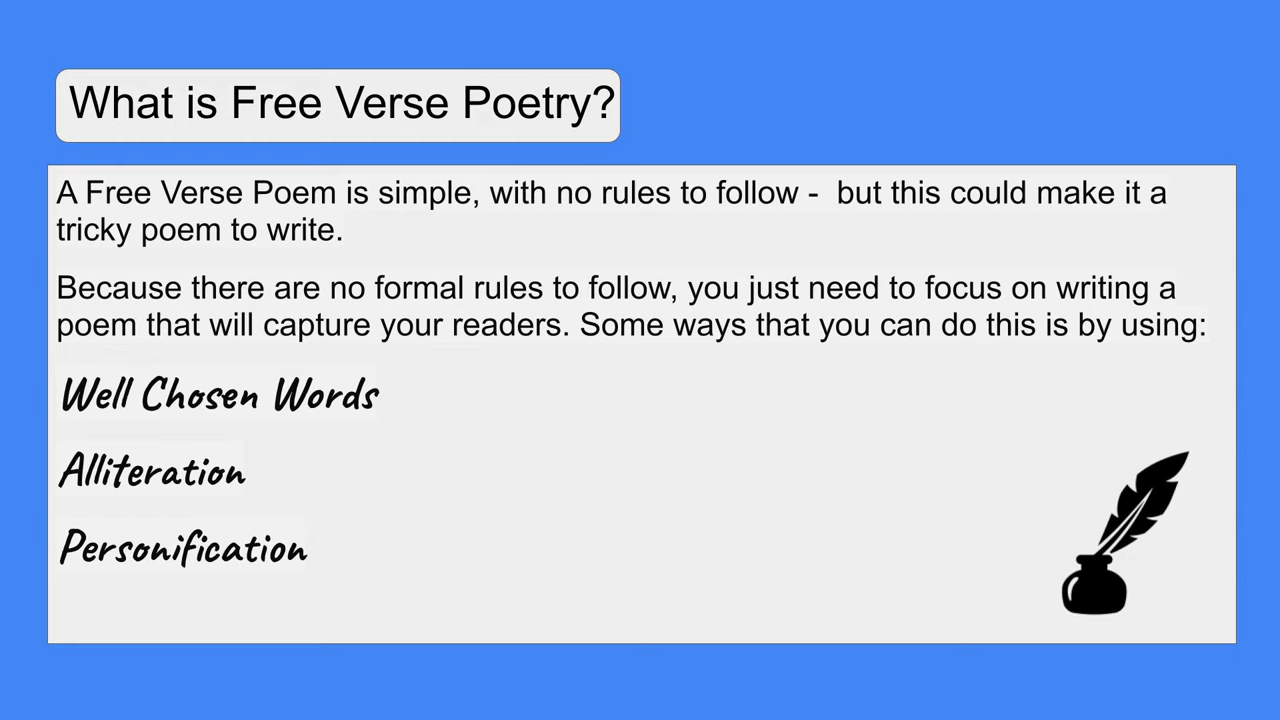 What is Free Verse Poetry?
A Free Verse Poem is simple, with no rules to follow -  but this could make it a
tricky poem to write.
Because there are no formal rules to follow, you just need to focus on writing a
poem that will capture your readers. Some ways that you can do this is by using:
Well Chosen Words
Alliteration
Personification